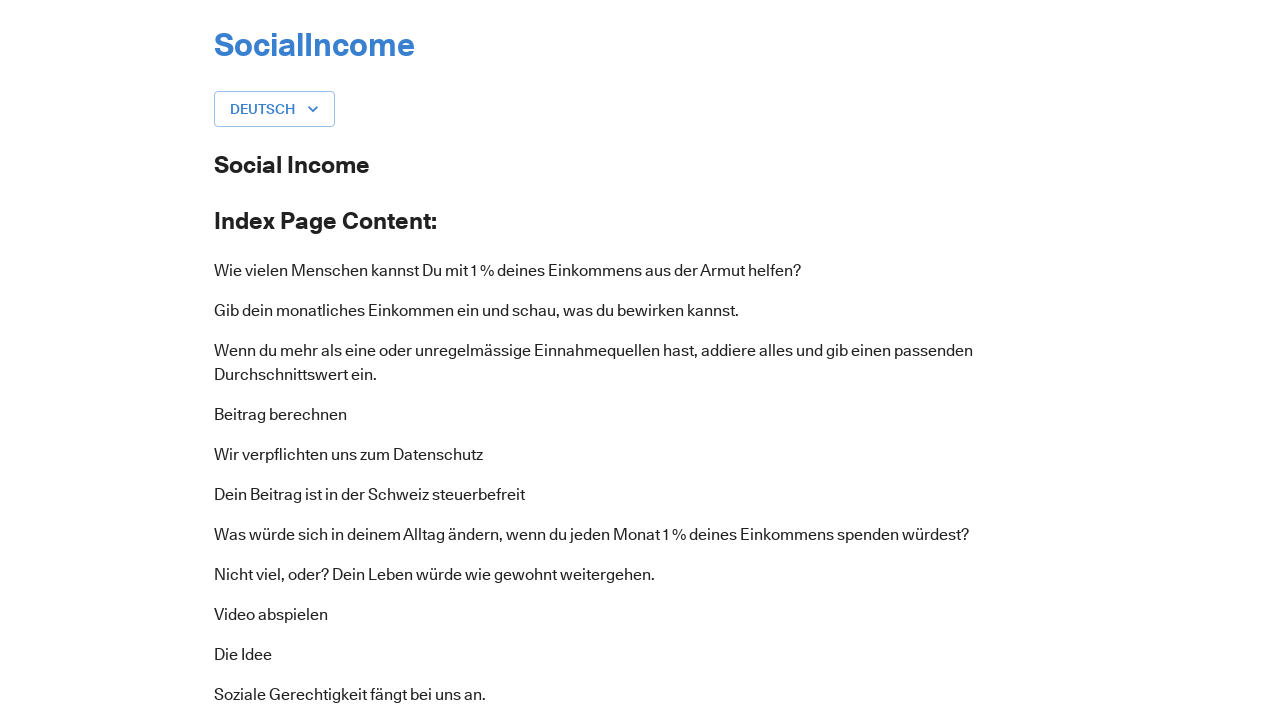 SocialIncome
DEUTSCH
Social Income
Index Page Content:
Wie vielen Menschen kannst Du mit 1 % deines Einkommens aus der Armut helfen?
Gib dein monatliches Einkommen ein und schau, was du bewirken kannst.
Wenn du mehr als eine oder unregelmässige Einnahmequellen hast, addiere alles und gib einen passenden
Durchschnittswert ein.
Beitrag berechnen
Wir verpflichten uns zum Datenschutz
Dein Beitrag ist in der Schweiz steuerbefreit
Was würde sich in deinem Alltag ändern, wenn du jeden Monat 1 % deines Einkommens spenden würdest?
Nicht viel, oder? Dein Leben würde wie gewohnt weitergehen.
Video abspielen
Die Idee
Soziale Gerechtigkeit fängt bei uns an.